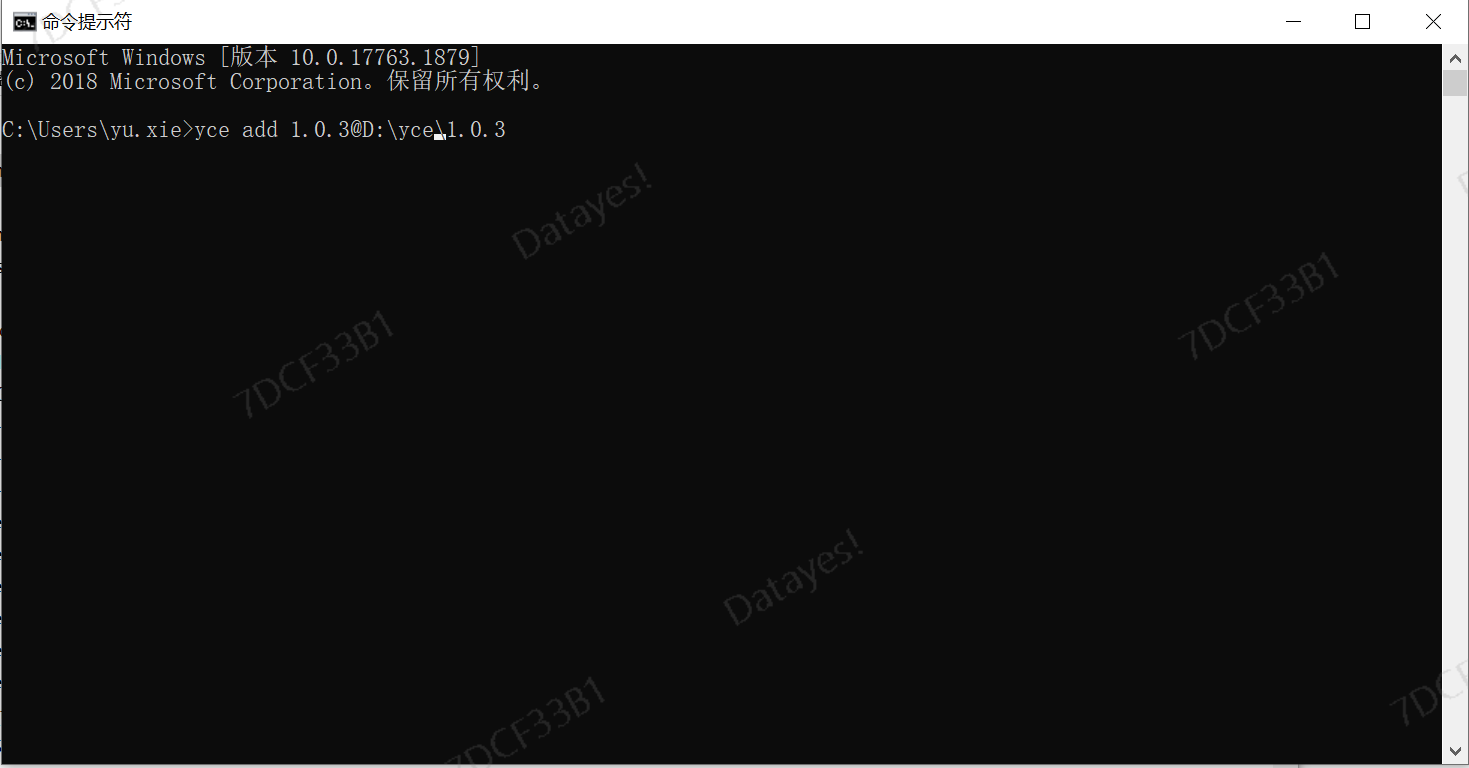 命令提示符
Microsoft Windows [版本 10.0.17763.1879]
(c) 2018 Microsoft Corporation。保留所有权利。
C:\Users\yu.xie>yce add 1.0.3@D:\yce\1.0.3
Datayes!
7DCF33B1
7DCF33B1
Datayes!
7DCF33B1